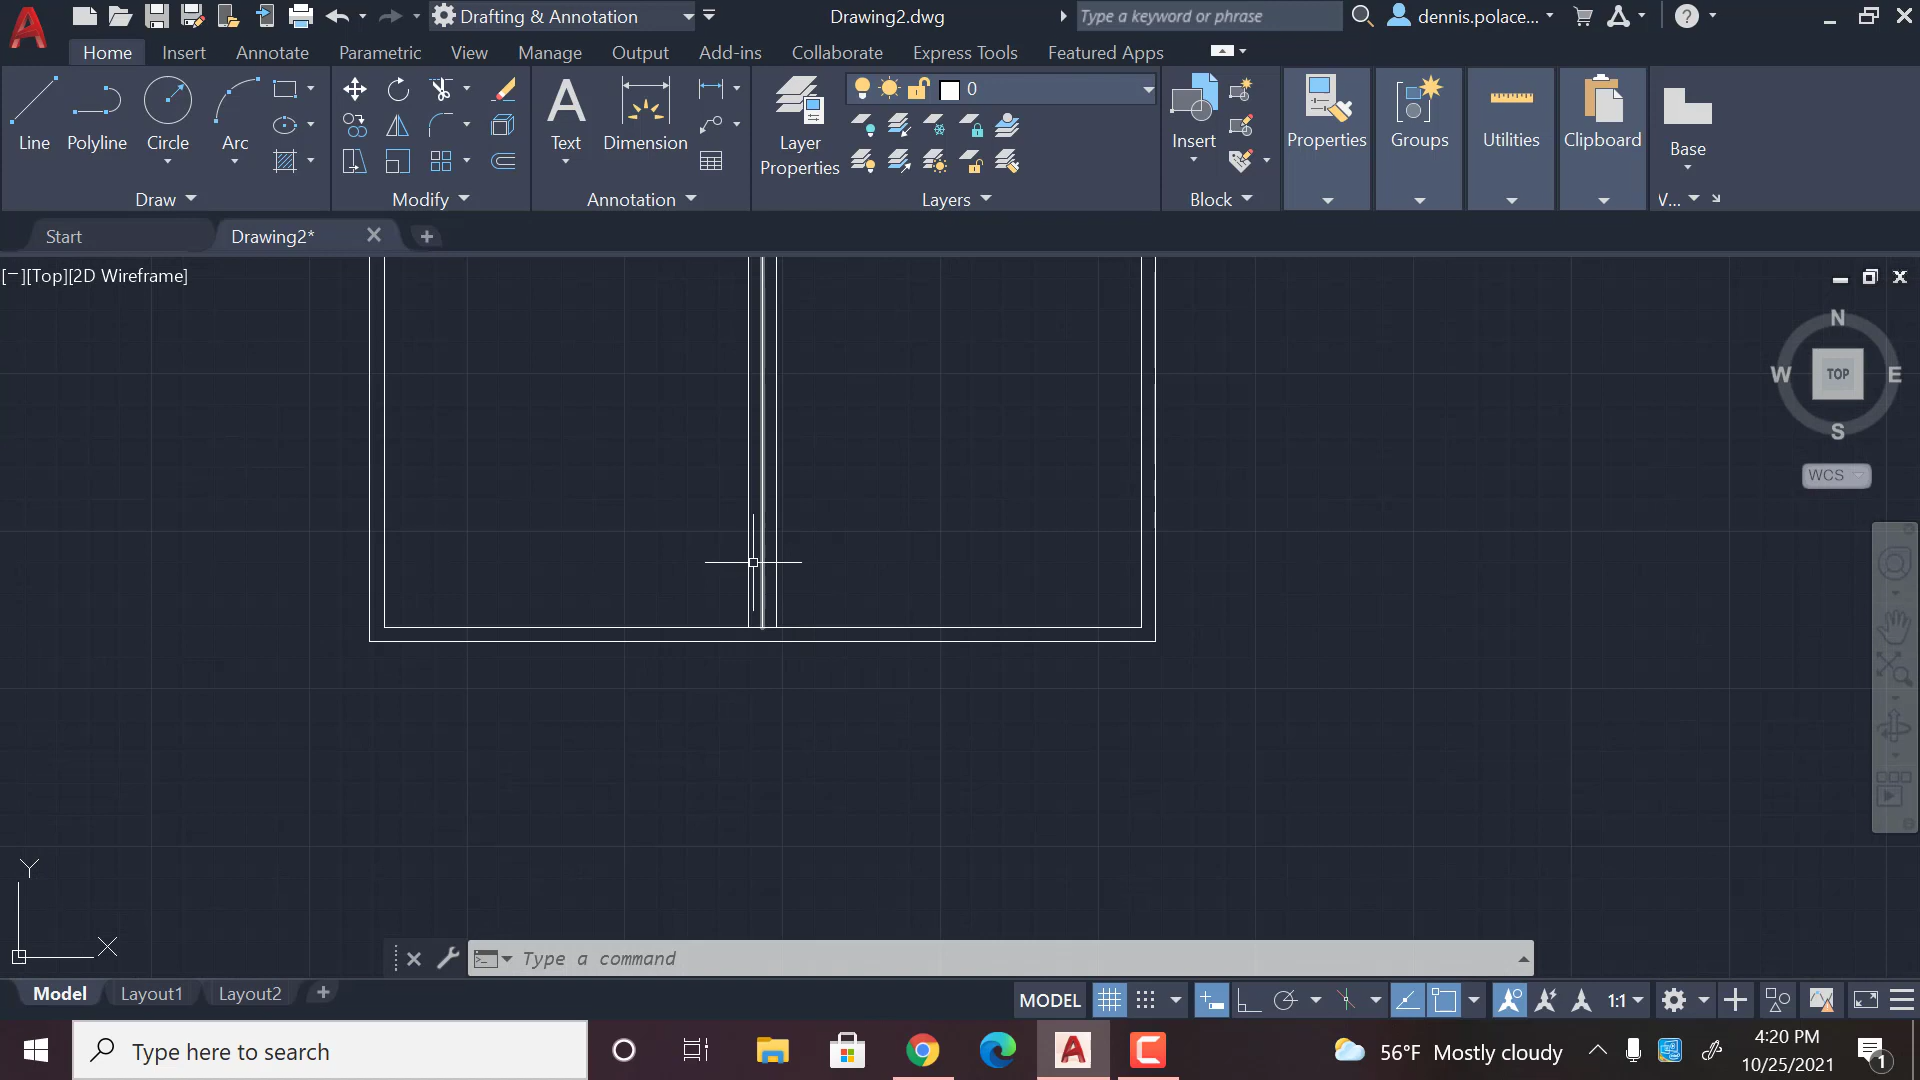 Drafting & Annotation
Drawing2.dwg
Type a keyword or phrase
dennis.polace...
Home Insert Annotate Parametric View Manage Output Add-ins Collaborate Express Tools Featured Apps
0
Line Polyline Circle Arc
Text Dimension
Layer
Properties
Insert
Properties Groups Utilities Clipboard Base
Draw Modify Annotation Layers Block V...
Start Drawing2*
[−][Top][2D Wireframe]
N
W TOP E
S
WCS
Y
X
Type a command
Model Layout1 Layout2
MODEL 1:1
Type here to search
56°F Mostly cloudy
4:20 PM
10/25/2021
1